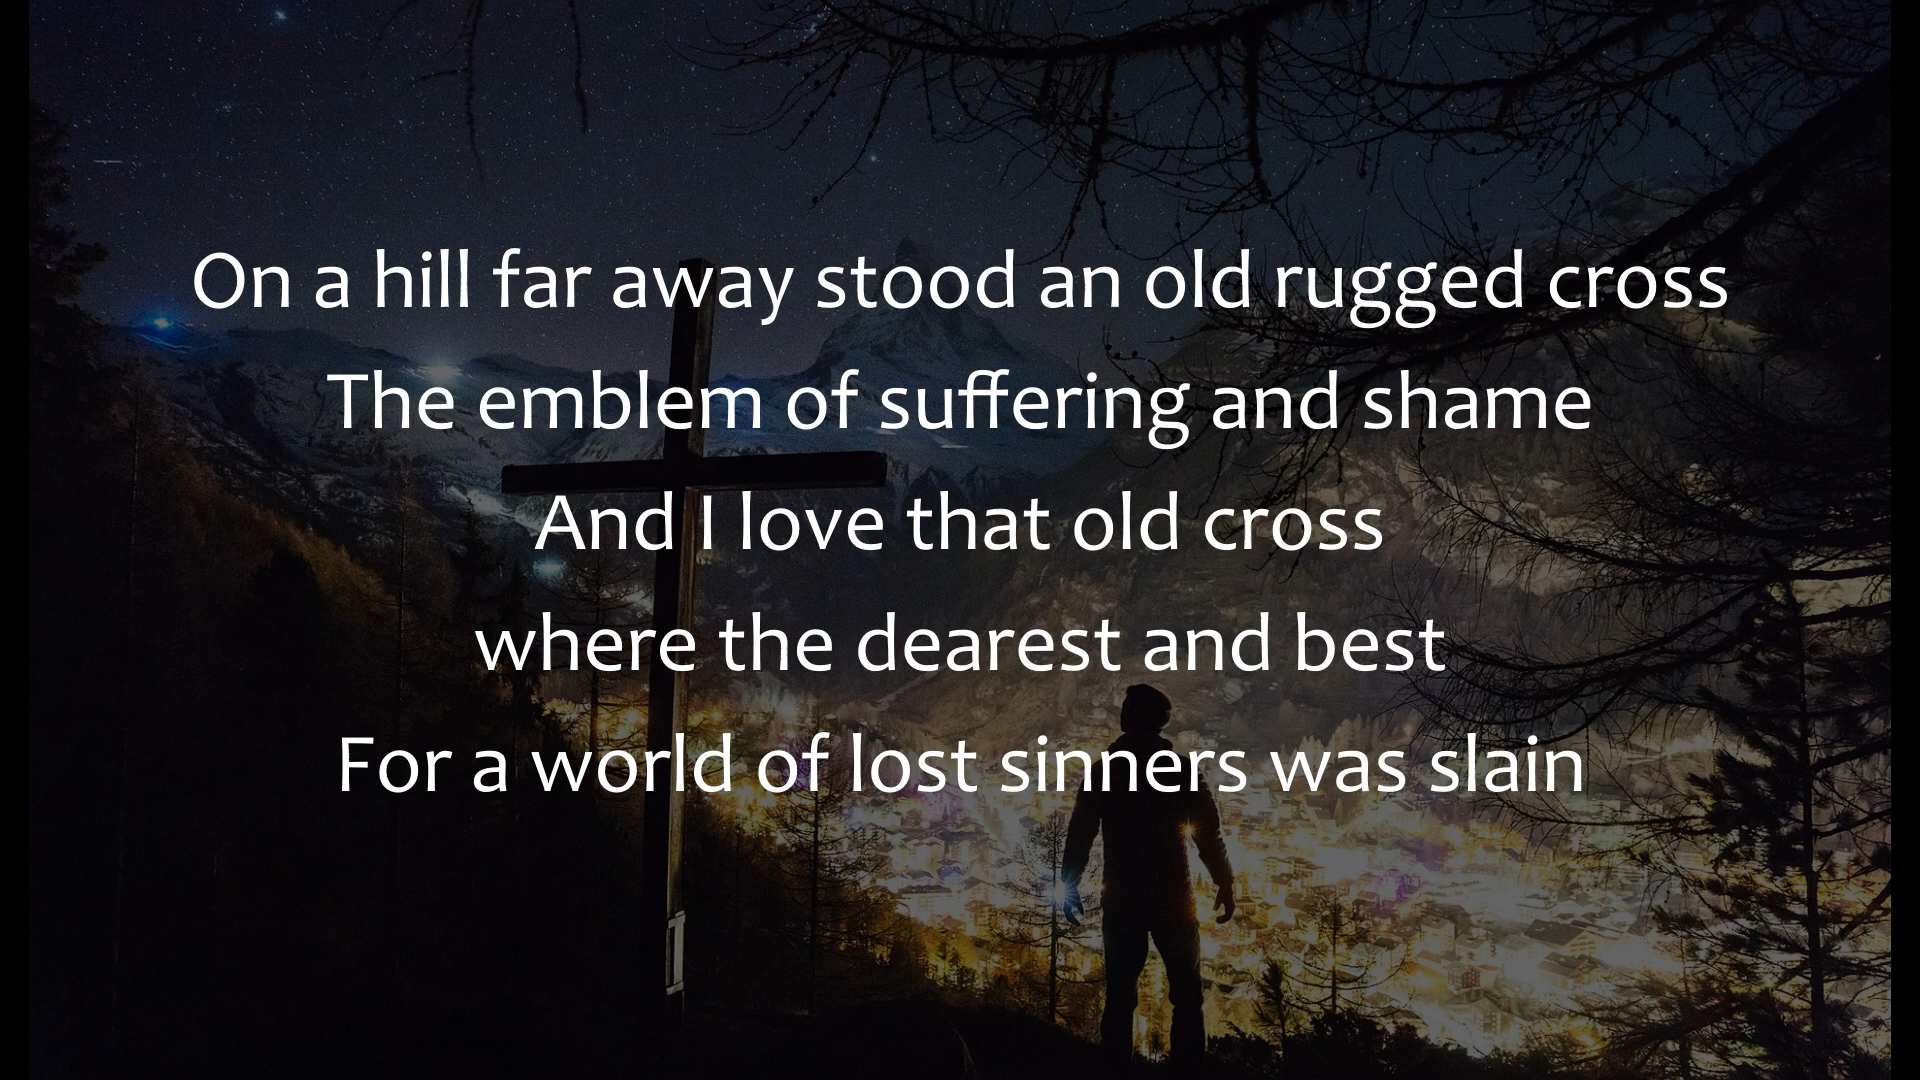 On a hill far away stood an old rugged cross
The emblem of suffering and shame
And I love that old cross
where the dearest and best
For a world of lost sinners was slain